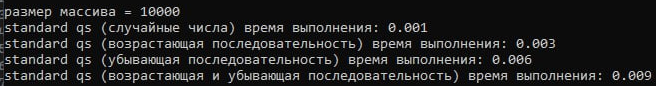 размер массива = 10000
standard qs (случайные числа) время выполнения: 0.001
standard qs (возрастающая последовательность) время выполнения: 0.003
standard qs (убывающая последовательность) время выполнения: 0.006
standard qs (возрастающая и убывающая последовательность) время выполнения: 0.009